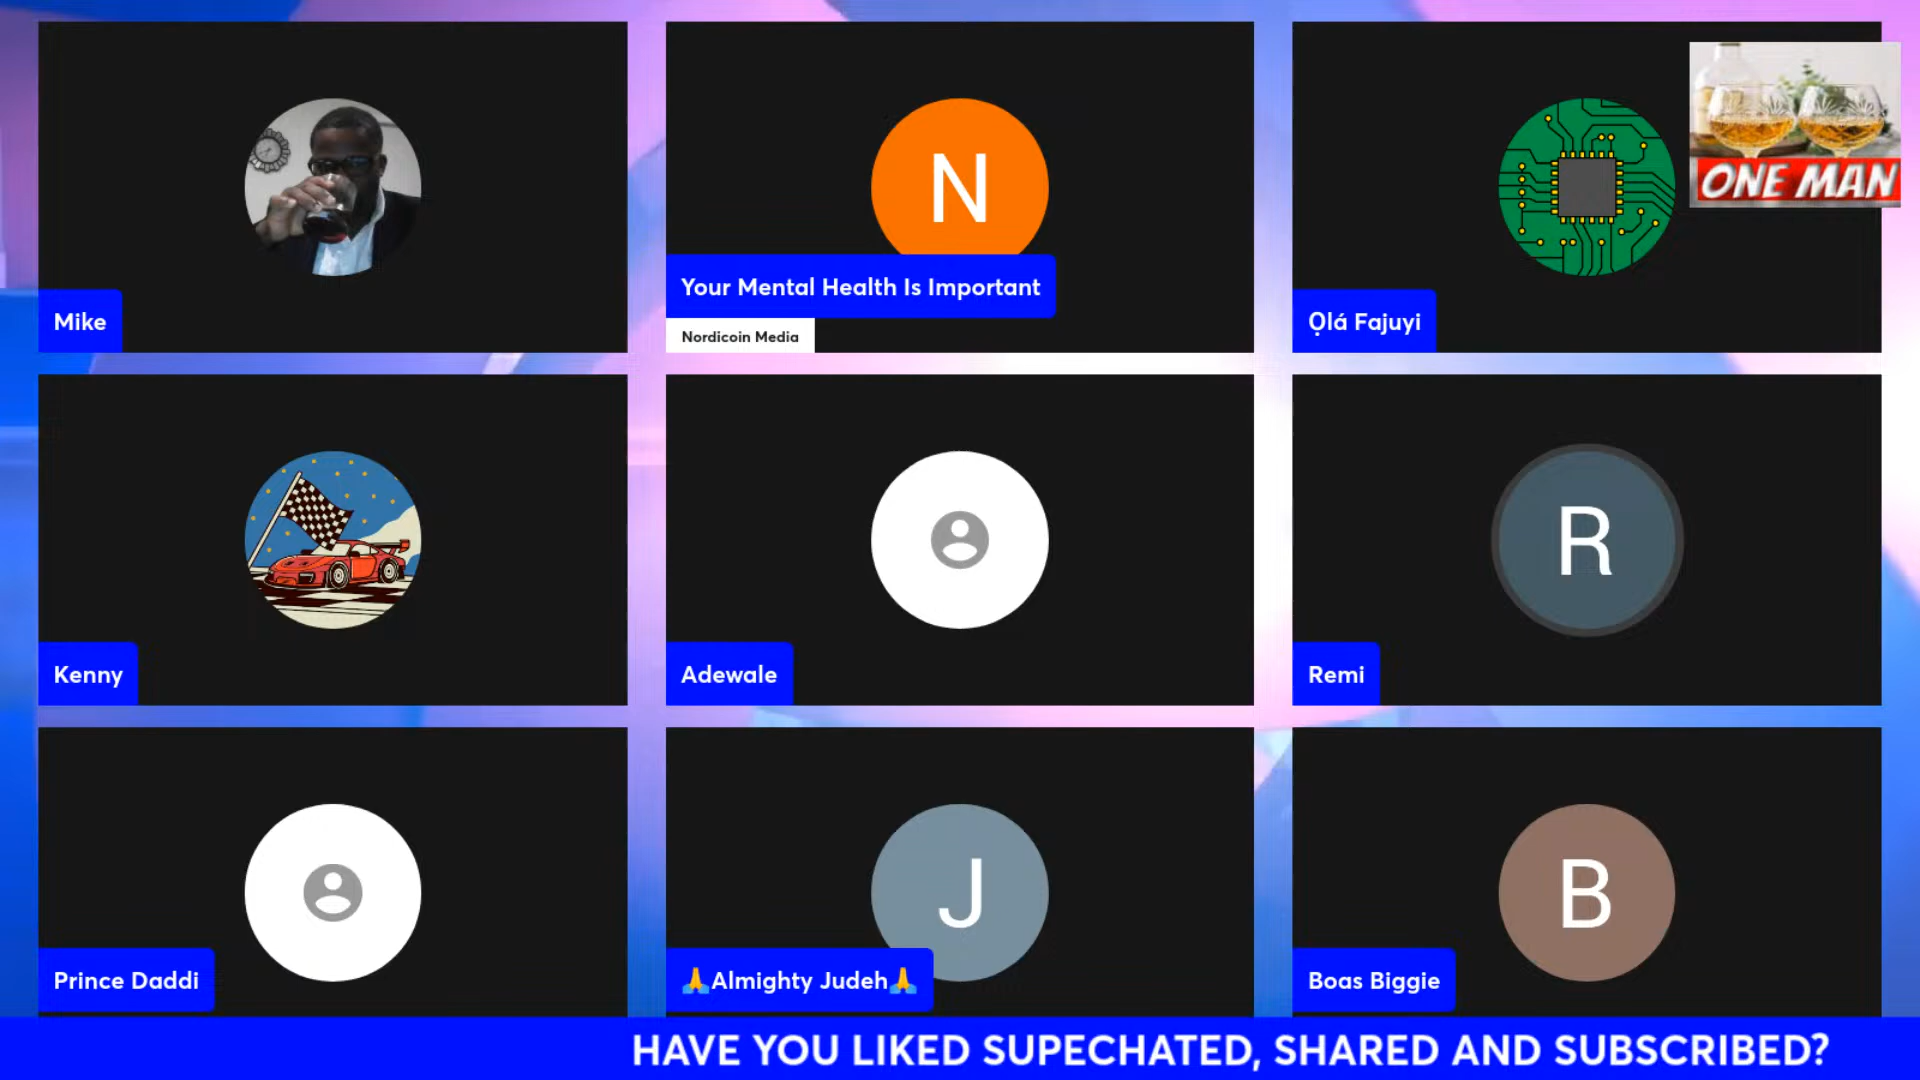 Mike
N
Your Mental Health Is Important
Nordicoin Media
Ọlá Fajuyi
ONE MAN
Kenny
Adewale
R
Remi
Prince Daddi
J
🙏Almighty Judeh🙏
B
Boas Biggie
HAVE YOU LIKED SUPECHATED, SHARED AND SUBSCRIBED?